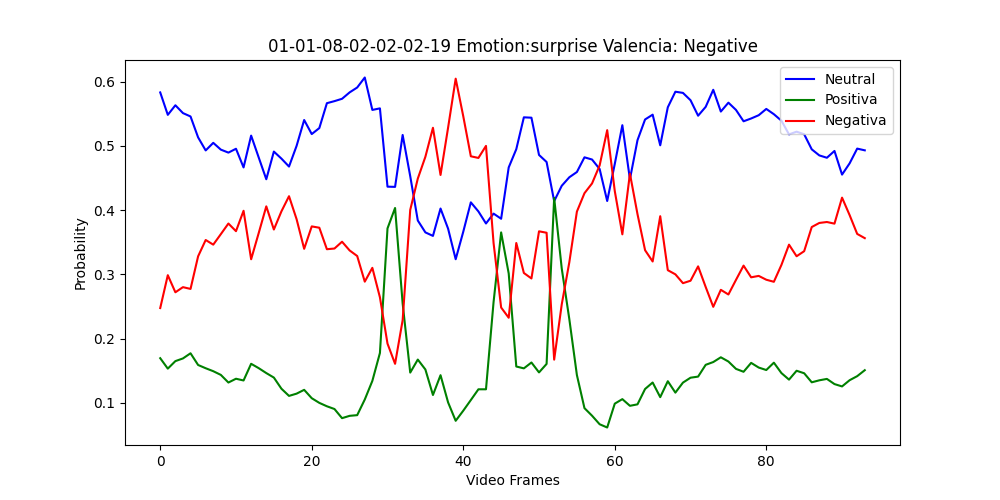 01-01-08-02-02-02-19 Emotion:surprise Valencia: Negative
Neutral
Positiva
Negativa
0.6
0.5
0.4
0.3
0.2
0.1
Probability
0 20 40 60 80
Video Frames